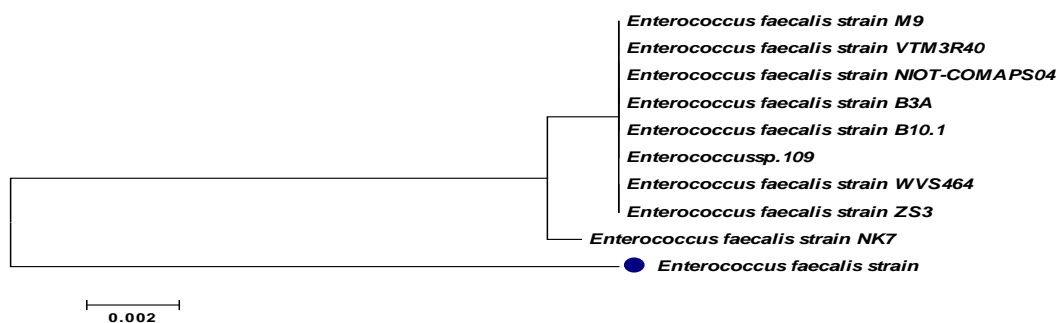 Enterococcus faecalis strain M9
Enterococcus faecalis strain VTM3R40
Enterococcus faecalis strain NIOT-COMAPS04
Enterococcus faecalis strain B3A
Enterococcus faecalis strain B10.1
Enterococcussp.109
Enterococcus faecalis strain WVS464
Enterococcus faecalis strain ZS3
Enterococcus faecalis strain NK7
Enterococcus faecalis strain
0.002